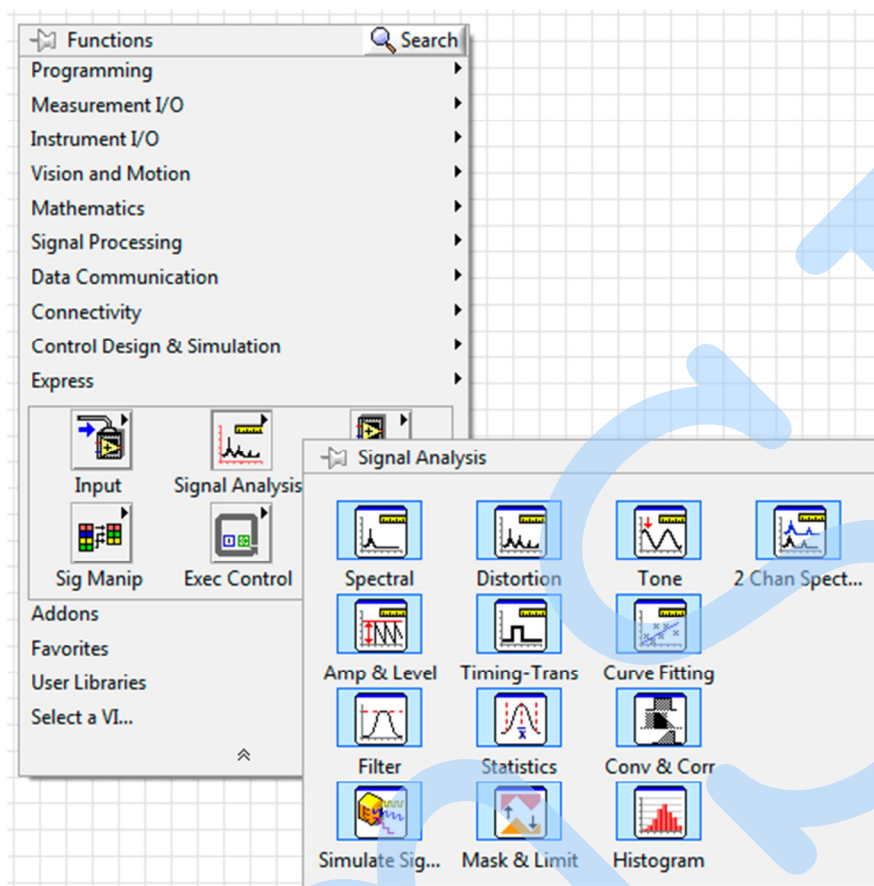 Functions Search
Programming
Measurement I/O
Instrument I/O
Vision and Motion
Mathematics
Signal Processing
Data Communication
Connectivity
Control Design & Simulation
Express
Input Signal Analysis
Sig Manip Exec Control
Addons
Favorites
User Libraries
Select a VI...
Signal Analysis
Spectral Distortion Tone 2 Chan Spect...
Amp & Level Timing-Trans Curve Fitting
Filter Statistics Conv & Corr
Simulate Sig... Mask & Limit Histogram